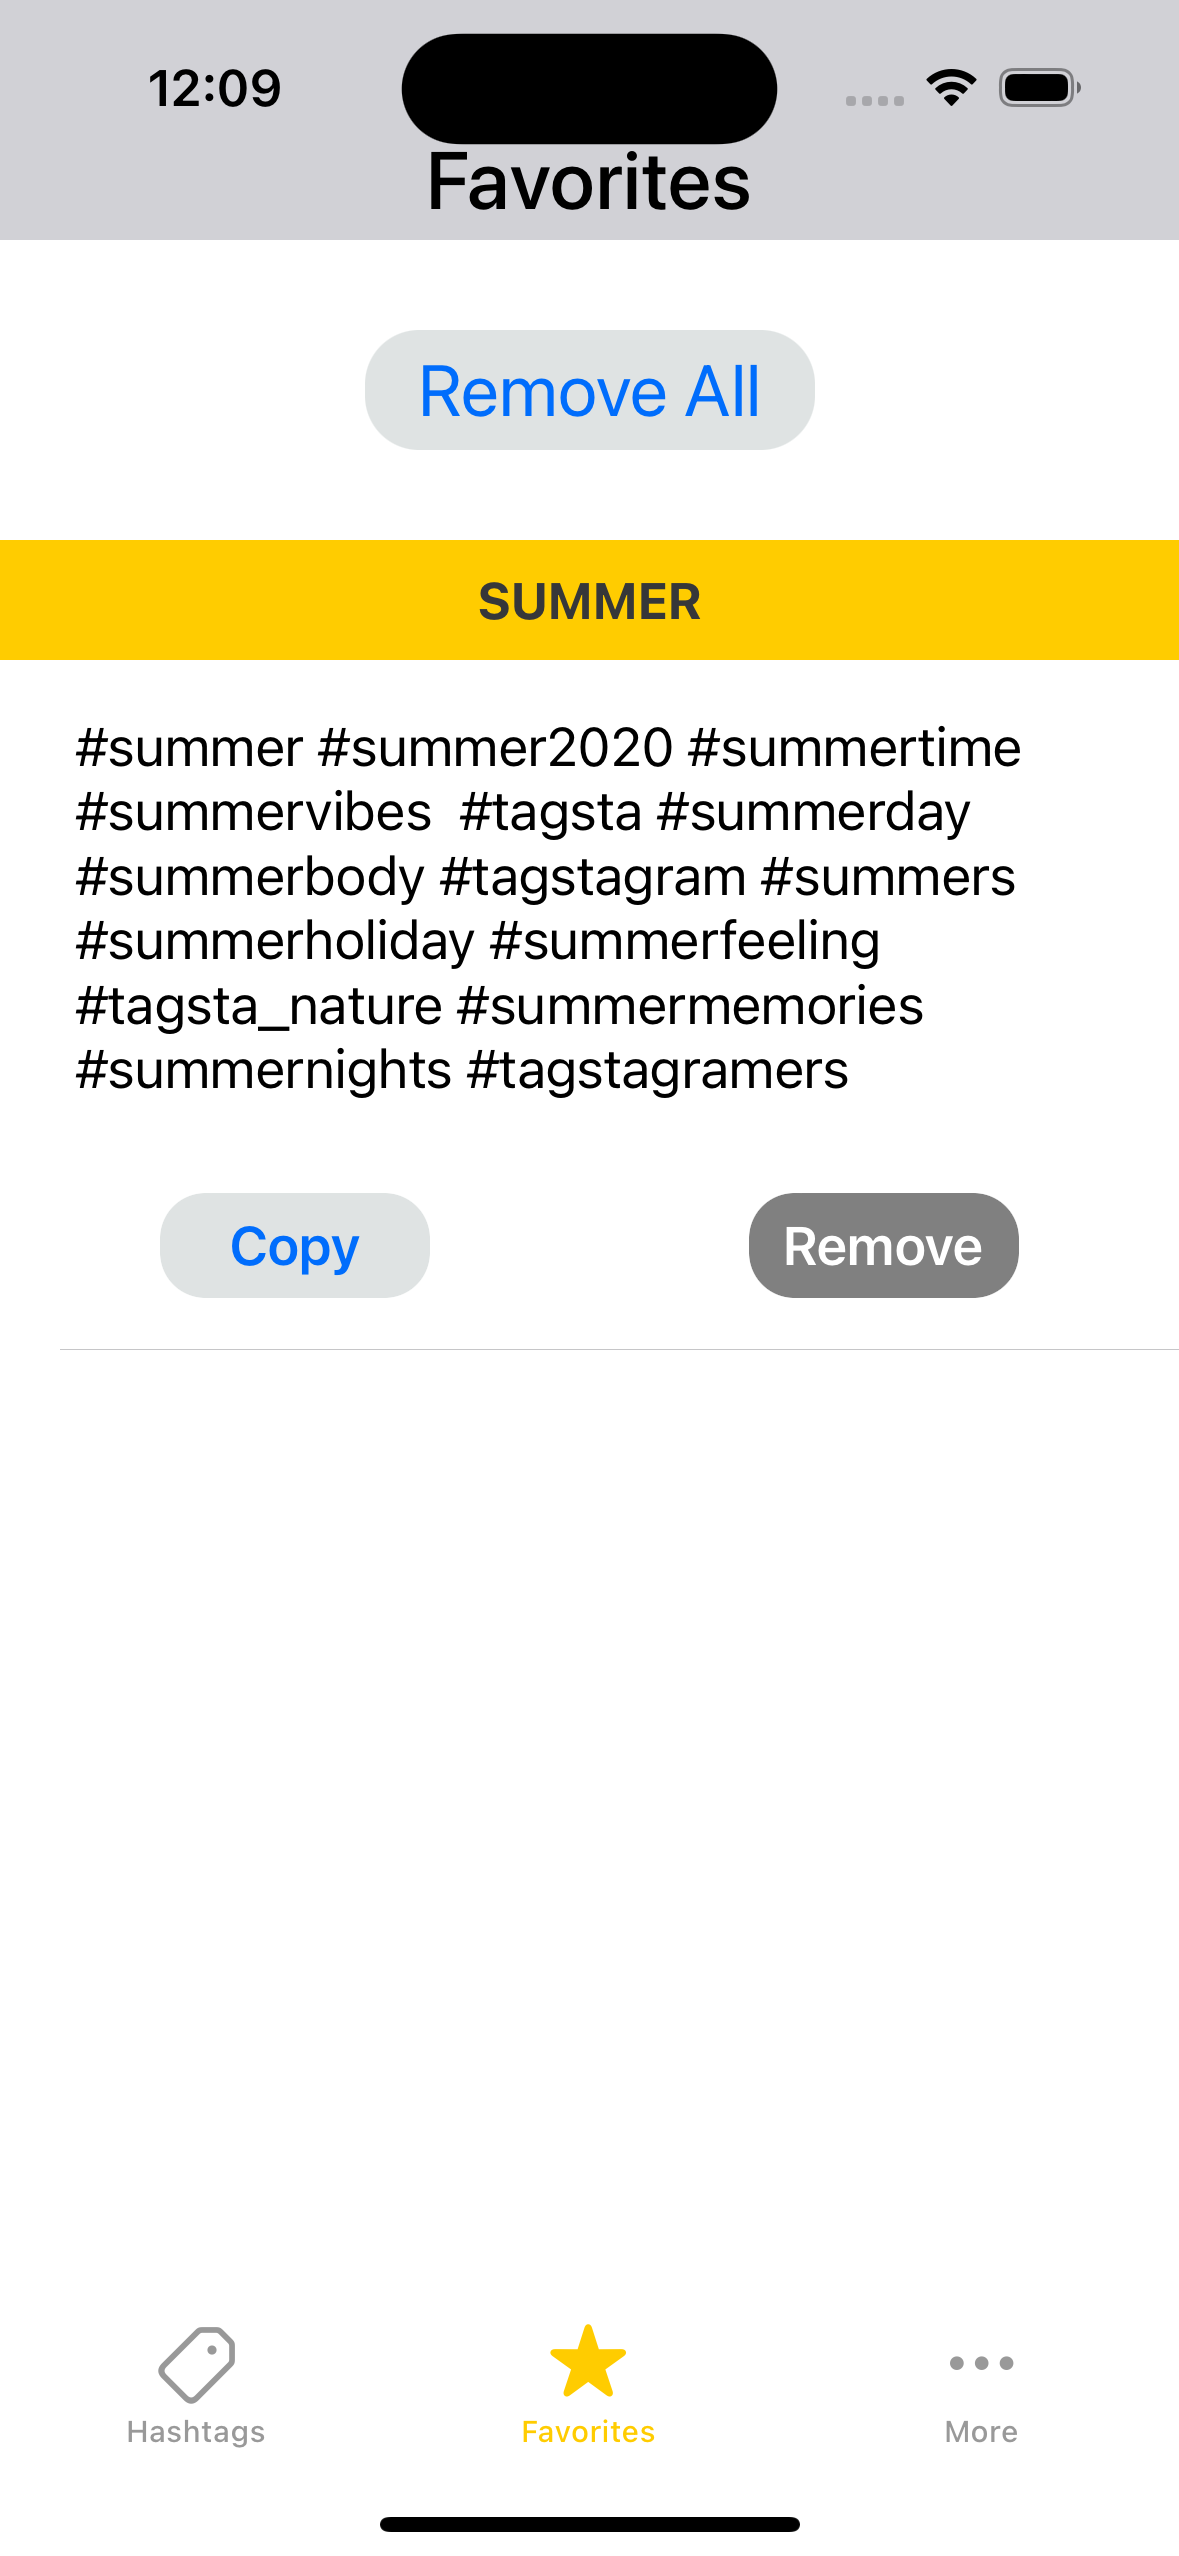 12:09
Favorites
Remove All
SUMMER
#summer #summer2020 #summertime
#summervibes  #tagsta #summerday
#summerbody #tagstagram #summers
#summerholiday #summerfeeling
#tagsta_nature #summermemories
#summernights #tagstagramers
Copy Remove
Hashtags Favorites More